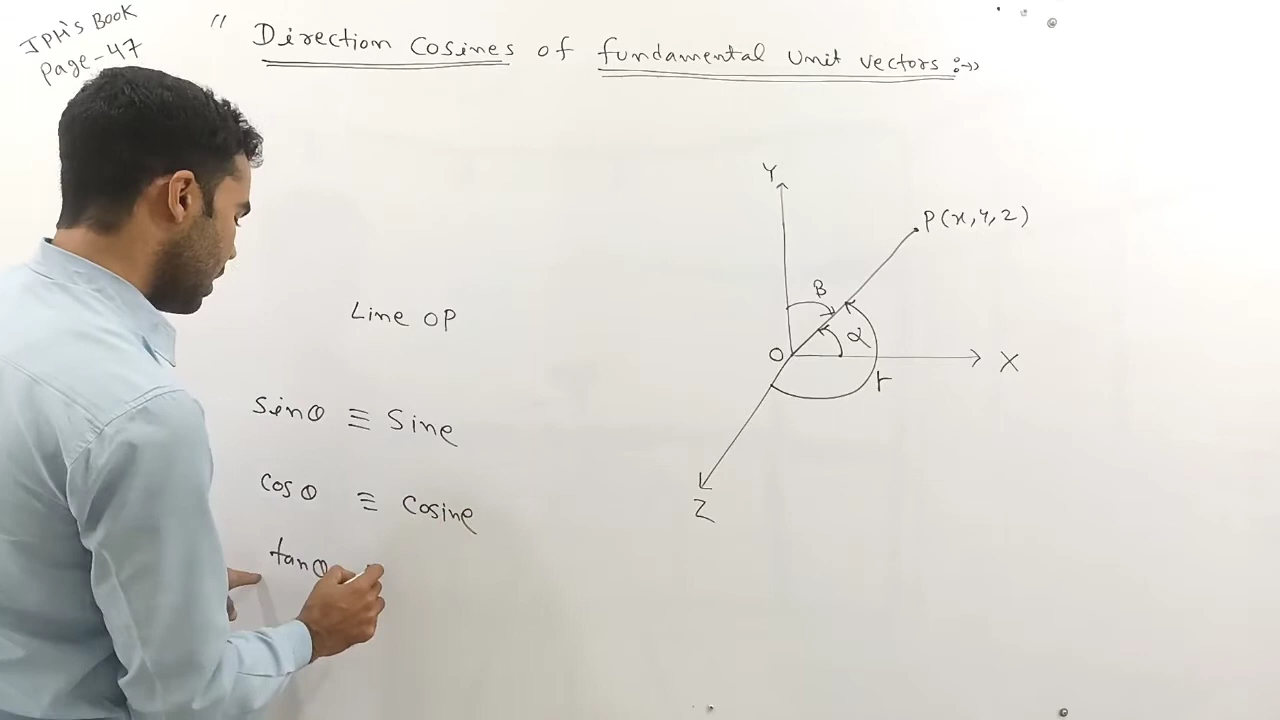 JPH's Book
Page-47
" Direction Cosines of fundamental Unit vectors :→
Y
P(x,y,z)
B
Line OP
α
O
X
r
Sinθ ≡ Sine
Cosθ ≡ Cosine
Z
tanθ